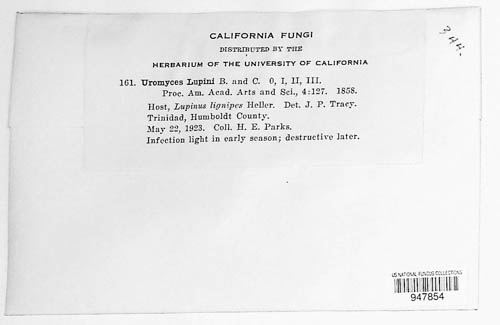 CALIFORNIA FUNGI
344.
DISTRIBUTED BY THE
HERBARIUM OF THE UNIVERSITY OF CALIFORNIA
161. Uromyces Lupini B. and C. 0, I, II, III.
Proc. Am. Acad. Arts and Sci., 4:127. 1858.
Host, Lupinus lignipes Heller. Det. J. P. Tracy.
Trinidad, Humboldt County.
May 22, 1923. Coll. H. E. Parks.
Infection light in early season; destructive later.
US NATIONAL FUNGUS COLLECTIONS
947854